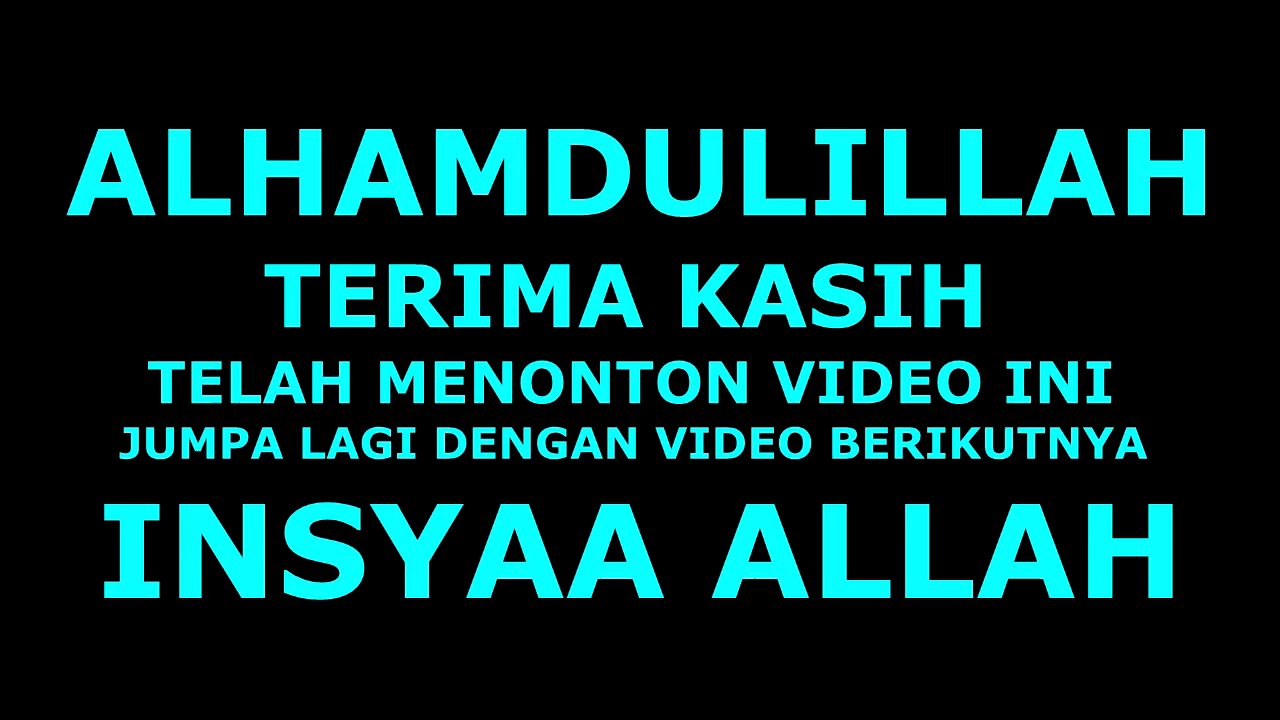 ALHAMDULILLAH
TERIMA KASIH
TELAH MENONTON VIDEO INI
JUMPA LAGI DENGAN VIDEO BERIKUTNYA
INSYAA ALLAH